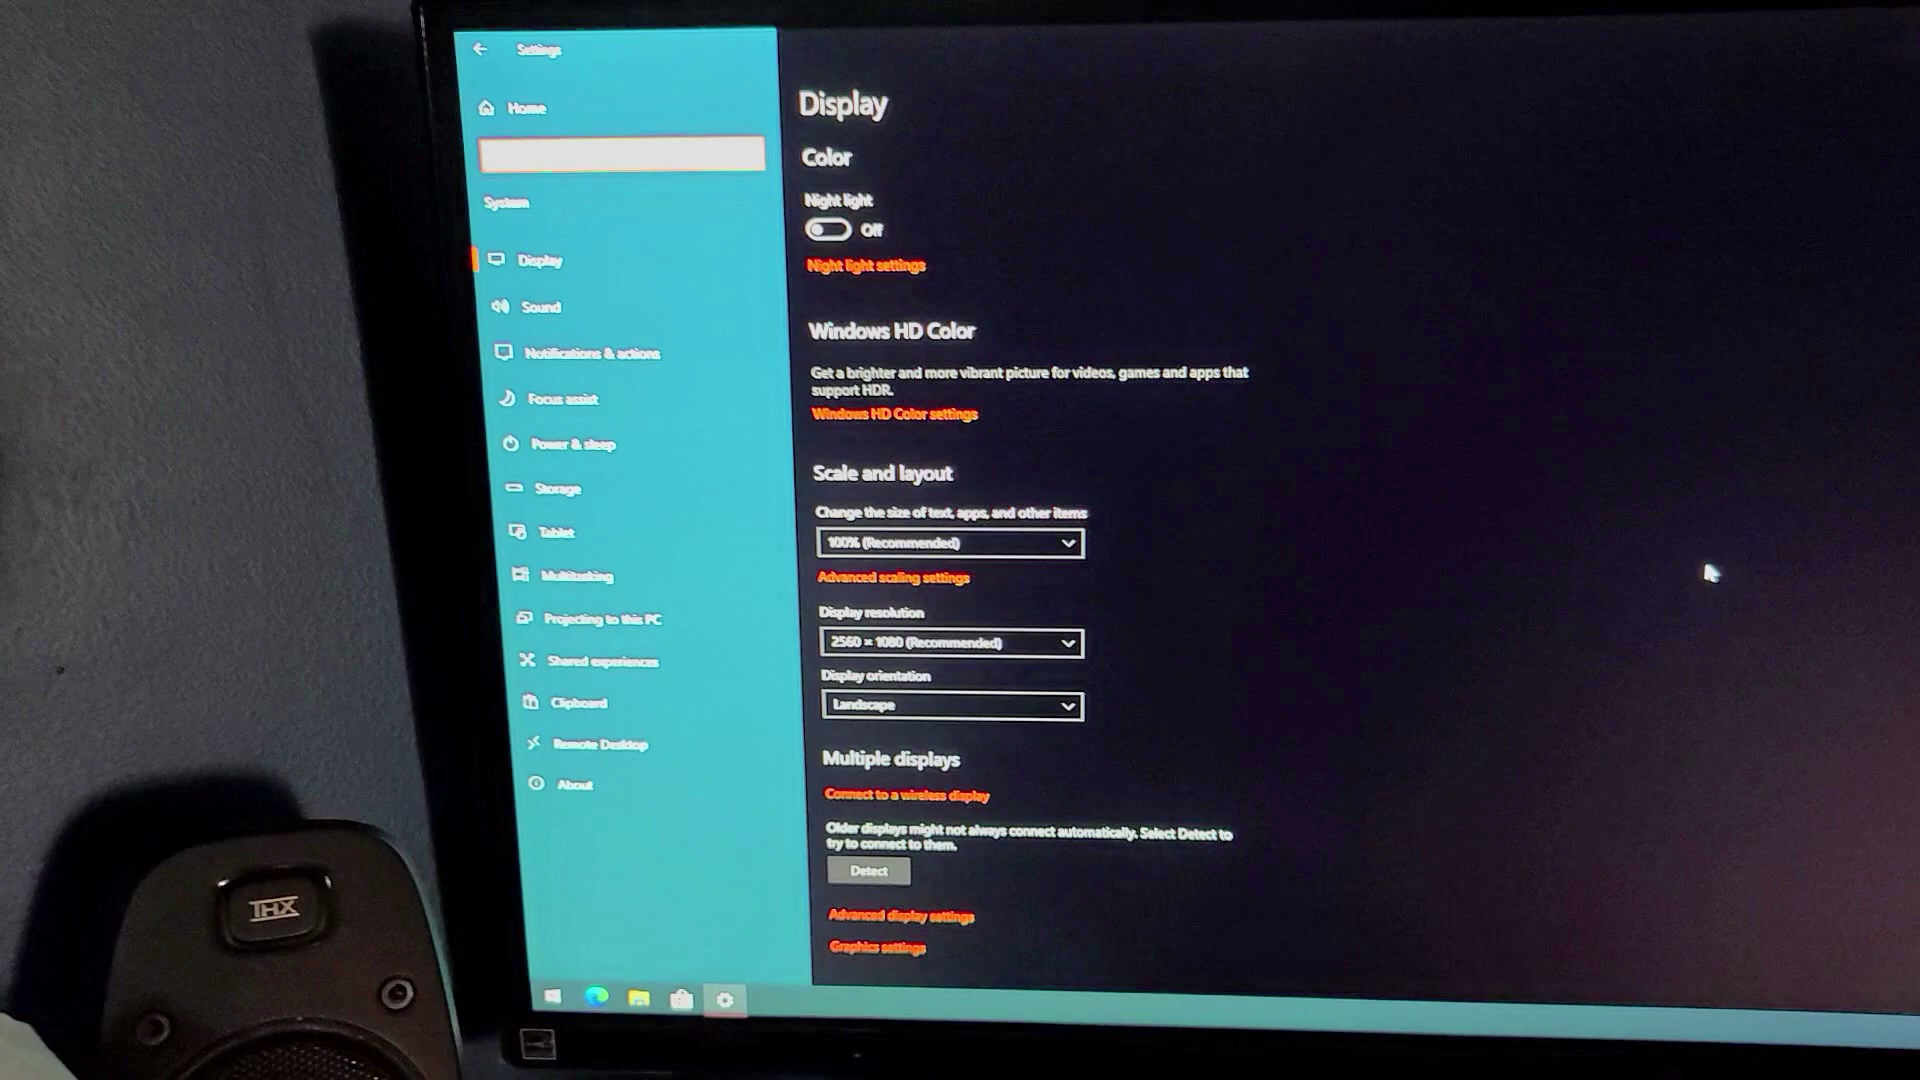 Settings
Home
System
Display
Sound
Notifications & actions
Focus assist
Power & sleep
Storage
Tablet
Multitasking
Projecting to this PC
Shared experiences
Clipboard
Remote Desktop
About
Display
Color
Night light
Off
Night light settings
Windows HD Color
Get a brighter and more vibrant picture for videos, games and apps that
support HDR.
Windows HD Color settings
Scale and layout
Change the size of text, apps, and other items
100% (Recommended)
Advanced scaling settings
Display resolution
2560 × 1080 (Recommended)
Display orientation
Landscape
Multiple displays
Connect to a wireless display
Older displays might not always connect automatically. Select Detect to
try to connect to them.
Detect
Advanced display settings
Graphics settings
THX